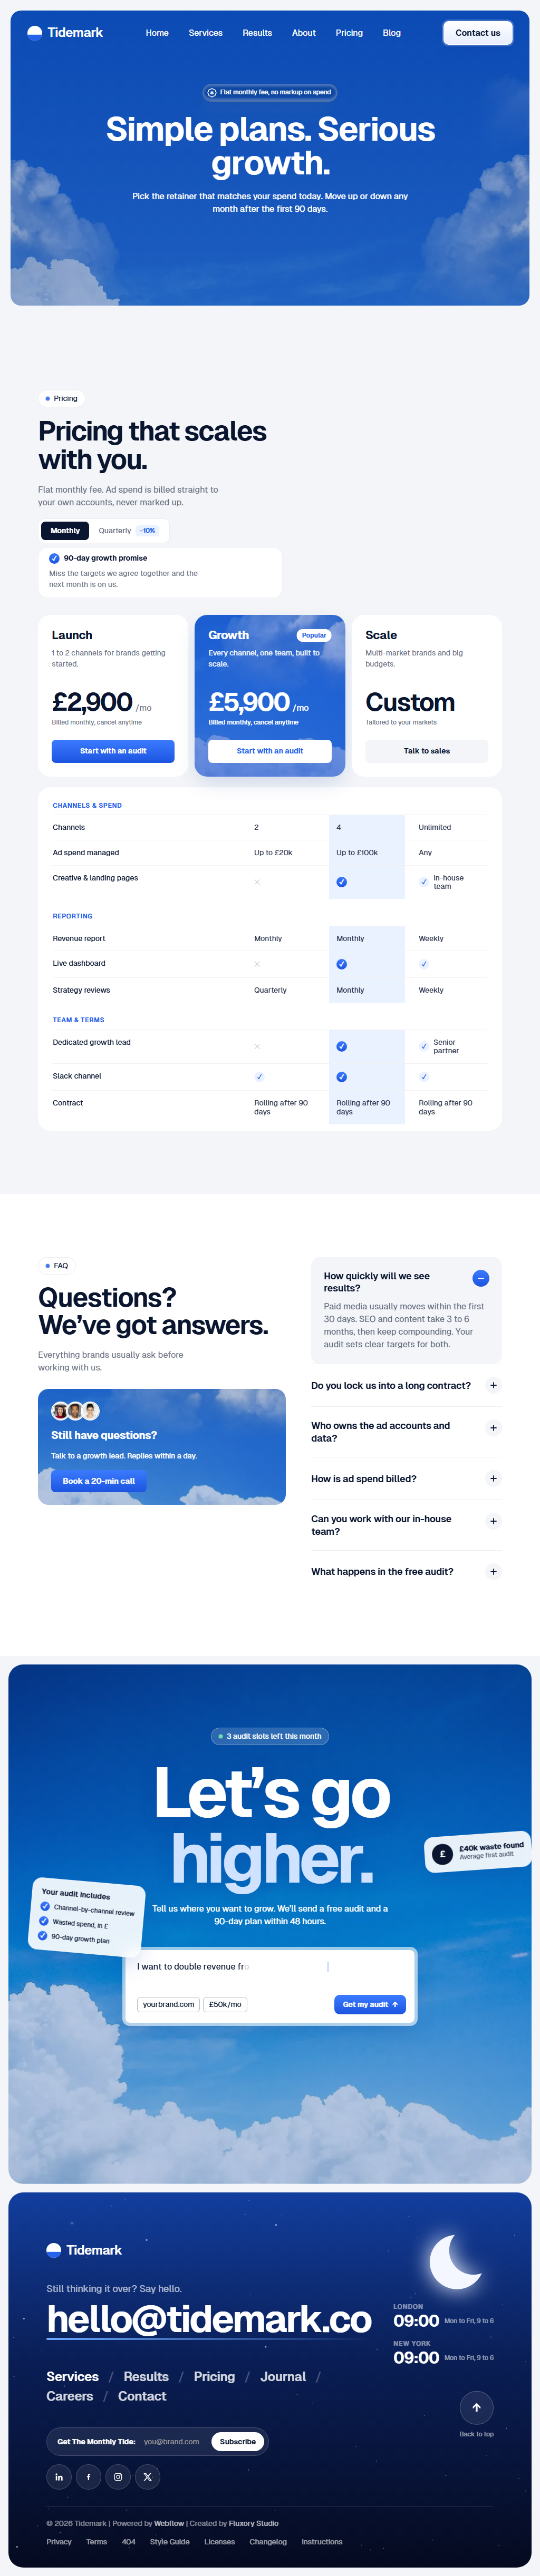 Tidemark
Home Services Results About Pricing Blog
Contact us
Flat monthly fee, no markup on spend
Simple plans. Serious
growth.
Pick the retainer that matches your spend today. Move up or down any
month after the first 90 days.
Pricing
Pricing that scales
with you.
Flat monthly fee. Ad spend is billed straight to
your own accounts, never marked up.
Monthly Quarterly −10%
90-day growth promise
Miss the targets we agree together and the
next month is on us.
Launch
1 to 2 channels for brands getting
started.
£2,900 /mo
Billed monthly, cancel anytime
Start with an audit
Growth Popular
Every channel, one team, built to
scale.
£5,900 /mo
Billed monthly, cancel anytime
Start with an audit
Scale
Multi-market brands and big
budgets.
Custom
Tailored to your markets
Talk to sales
CHANNELS & SPEND
Channels 2 4 Unlimited
Ad spend managed Up to £20k Up to £100k Any
Creative & landing pages In-house
team
REPORTING
Revenue report Monthly Monthly Weekly
Live dashboard
Strategy reviews Quarterly Monthly Weekly
TEAM & TERMS
Dedicated growth lead Senior
partner
Slack channel
Contract Rolling after 90 Rolling after 90 Rolling after 90
days days days
FAQ
Questions?
We've got answers.
Everything brands usually ask before
working with us.
Still have questions?
Talk to a growth lead. Replies within a day.
Book a 20-min call
How quickly will we see
results?
Paid media usually moves within the first
30 days. SEO and content take 3 to 6
months, then keep compounding. Your
audit sets clear targets for both.
Do you lock us into a long contract?
Who owns the ad accounts and
data?
How is ad spend billed?
Can you work with our in-house
team?
What happens in the free audit?
3 audit slots left this month
Let's go
higher.
£ £40k waste found
Average first audit
Your audit includes
Channel-by-channel review
Wasted spend, in £
90-day growth plan
Tell us where you want to grow. We'll send a free audit and a
90-day plan within 48 hours.
I want to double revenue fro
yourbrand.com £50k/mo
Get my audit
Tidemark
Still thinking it over? Say hello.
hello@tidemark.co
LONDON
09:00 Mon to Fri, 9 to 6
NEW YORK
09:00 Mon to Fri, 9 to 6
Services / Results / Pricing / Journal /
Careers / Contact
Back to top
Get The Monthly Tide: you@brand.com Subscribe
© 2026 Tidemark | Powered by Webflow | Created by Fluxory Studio
Privacy Terms 404 Style Guide Licenses Changelog Instructions